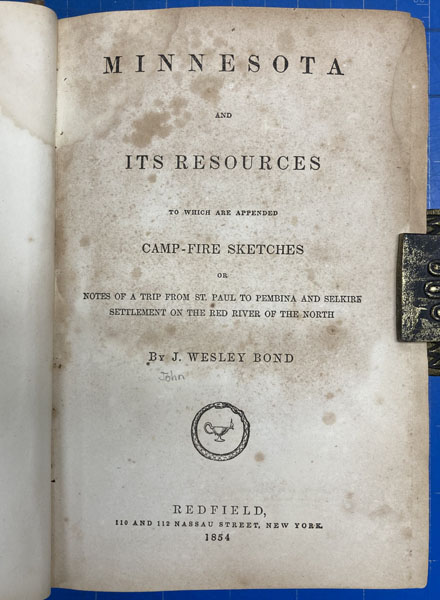 MINNESOTA
AND
ITS RESOURCES
TO WHICH ARE APPENDED
CAMP-FIRE SKETCHES
OR
NOTES OF A TRIP FROM ST. PAUL TO PEMBINA AND SELKIRK
SETTLEMENT ON THE RED RIVER OF THE NORTH
BY J. WESLEY BOND
John
REDFIELD,
110 AND 112 NASSAU STREET, NEW YORK.
1854